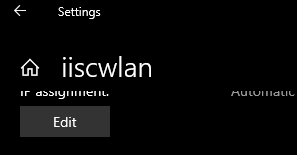 Settings
iiscwlan
IP assignment:
Automatic
Edit